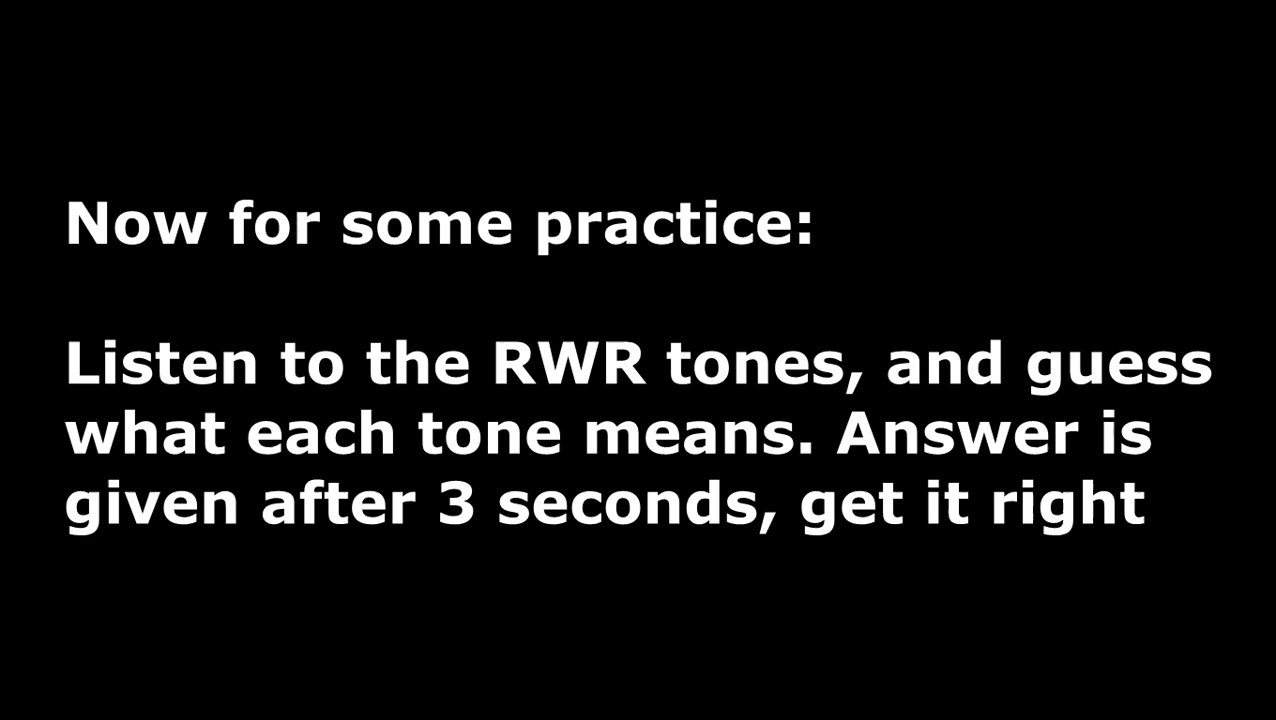 Now for some practice:
Listen to the RWR tones, and guess
what each tone means. Answer is
given after 3 seconds, get it right